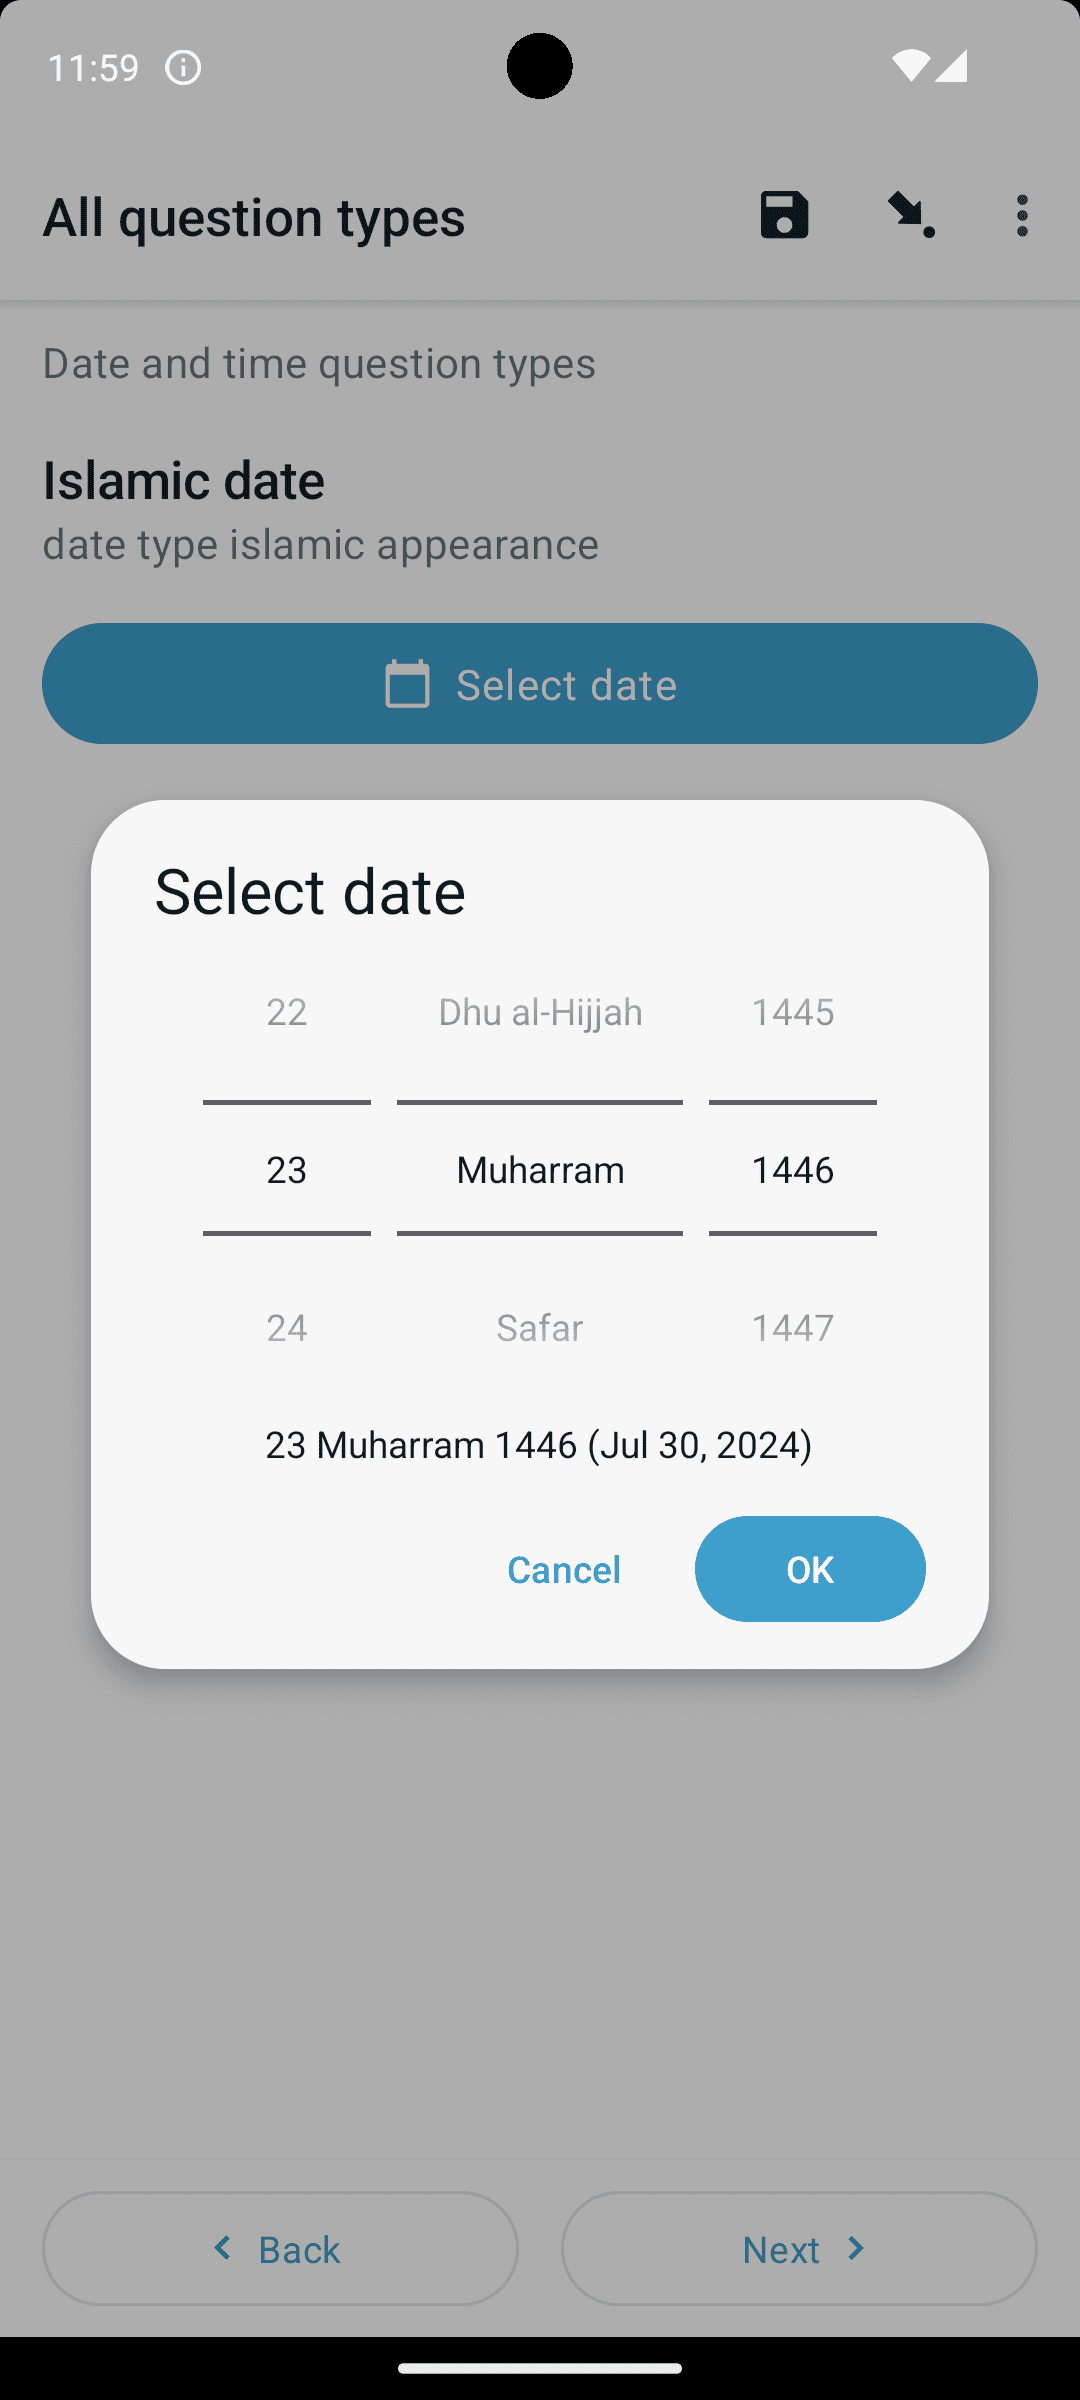 11:59
All question types
Date and time question types
Islamic date
date type islamic appearance
Select date
Select date
22 Dhu al-Hijjah 1445
23 Muharram 1446
24 Safar 1447
23 Muharram 1446 (Jul 30, 2024)
Cancel OK
Back Next